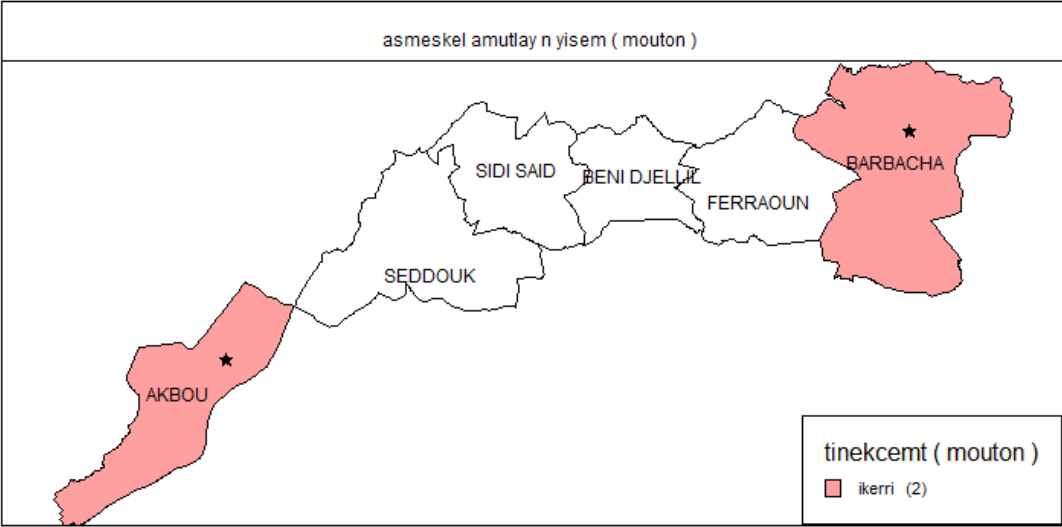 asmeskel amutlay n yisem ( mouton )
BARBACHA
SIDI SAID
BENI DJELLIL
FERRAOUN
SEDDOUK
AKBOU
tinekcemt ( mouton )
ikerri (2)